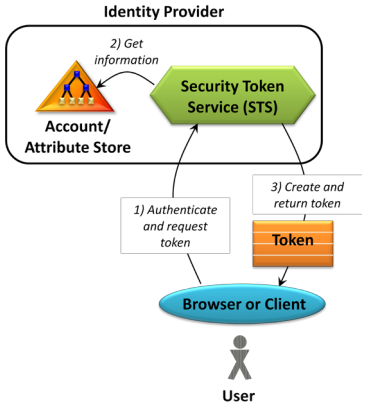 Identity Provider
2) Get
information
Security Token
Service (STS)
Account/
Attribute Store
1) Authenticate
and request
token
3) Create and
return token
Token
Browser or Client
User